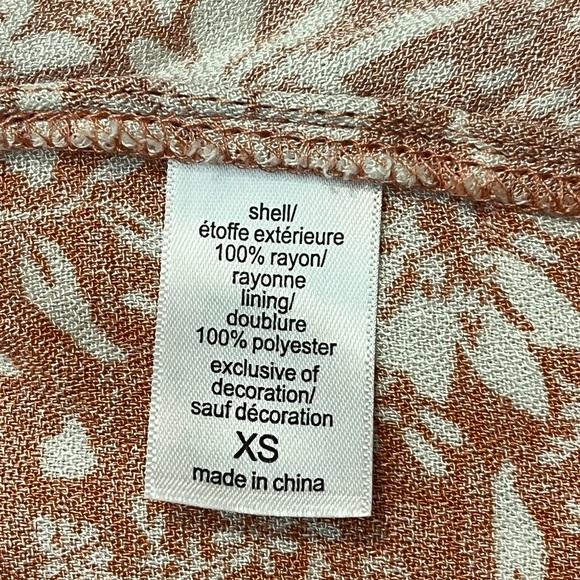 shell/
étoffe extérieure
100% rayon/
rayonne
lining/
doublure
100% polyester
exclusive of
decoration/
sauf décoration
XS
made in china